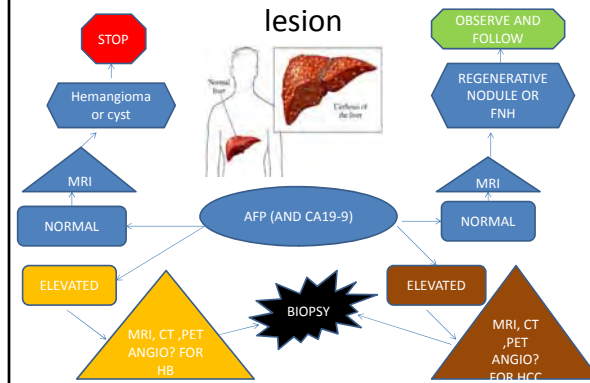 lesion
STOP
OBSERVE AND
FOLLOW
Normal
liver
Cirrhosis of
the liver
Hemangioma
or cyst
REGENERATIVE
NODULE OR
FNH
MRI
MRI
NORMAL
AFP (AND CA19-9)
NORMAL
ELEVATED
ELEVATED
BIOPSY
MRI, CT ,PET
ANGIO? FOR
HB
MRI, CT
,PET
ANGIO?
FOR HCC